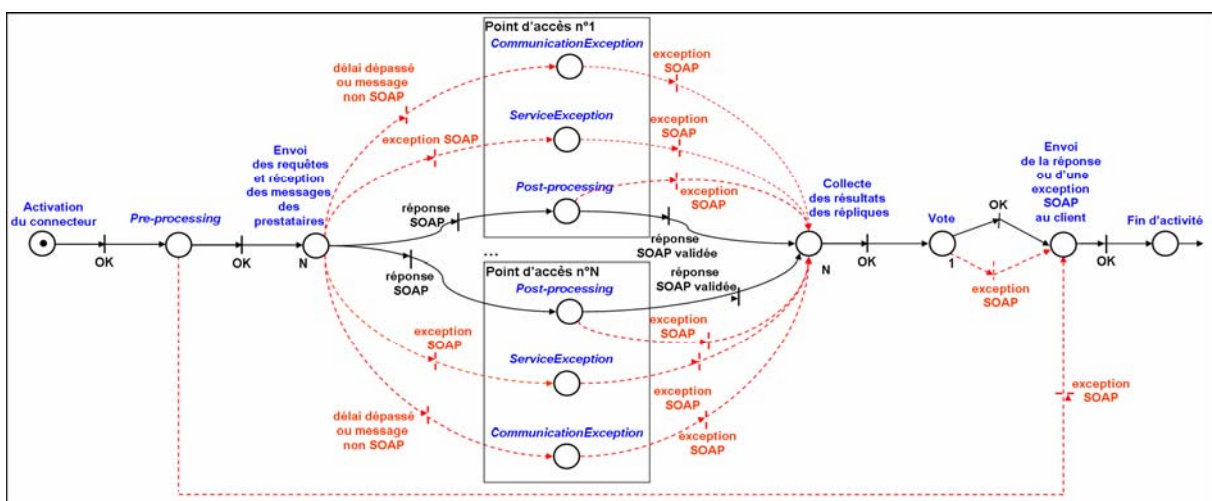 Point d'accès n°1
CommunicationException
exception
SOAP
délai dépassé
ou message
non SOAP
ServiceException
exception
SOAP
exception SOAP
Envoi
des requêtes
et réception
des messages
des
prestataires
Post-processing
exception
SOAP
Envoi
de la réponse
ou d'une
exception
SOAP
au client
Collecte
des résultats
des répliques
Activation
du connecteur
Pre-processing
réponse
SOAP
Vote
OK
Fin d'activité
OK
OK
N
réponse
SOAP validée
N
OK
1
OK
...
réponse
SOAP
Point d'accès n°N
réponse
SOAP validée
exception
SOAP
Post-processing
exception
SOAP
exception
SOAP
ServiceException
exception
SOAP
exception
SOAP
délai dépassé
ou message
non SOAP
CommunicationException
exception
SOAP